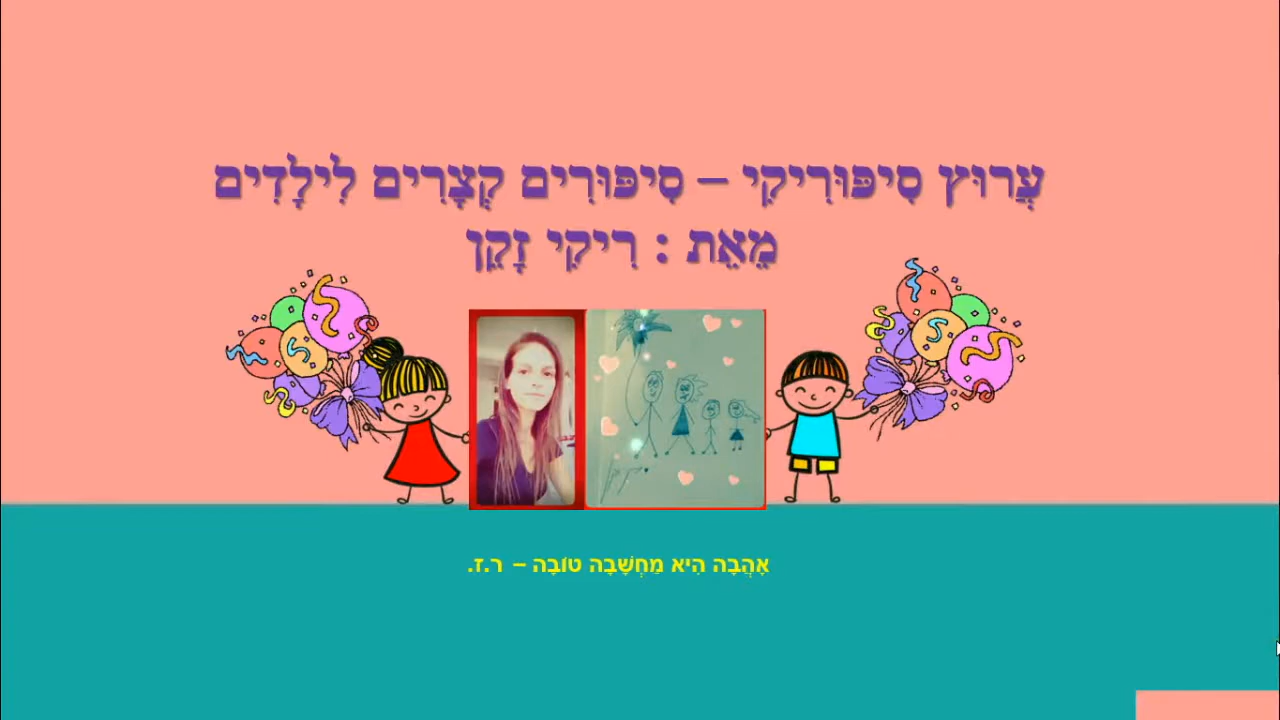 עֲרוּץ סִיפּוּרִיקִי – סִיפּוּרִים קְצָרִים לִילָדִים
מֵאֵת : רִיקִי זָקֵן
אַהֲבָה הִיא מַחְשָׁבָה טוֹבָה – ר.ז.